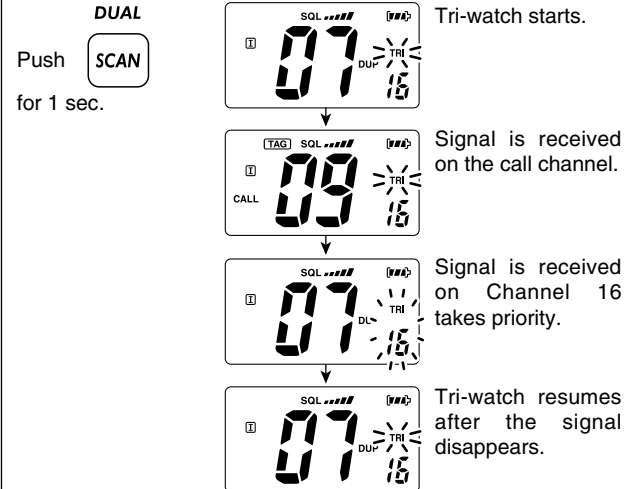 DUAL
Push SCAN
for 1 sec.
SQL
I 07 DUP TRI
16
Tri-watch starts.
TAG SQL
I
CALL 09 TRI
16
Signal is received
on the call channel.
SQL
I 07 DU TRI
16
Signal is received
on Channel 16
takes priority.
SQL
I 07 DUP TRI
16
Tri-watch resumes
after the signal
disappears.